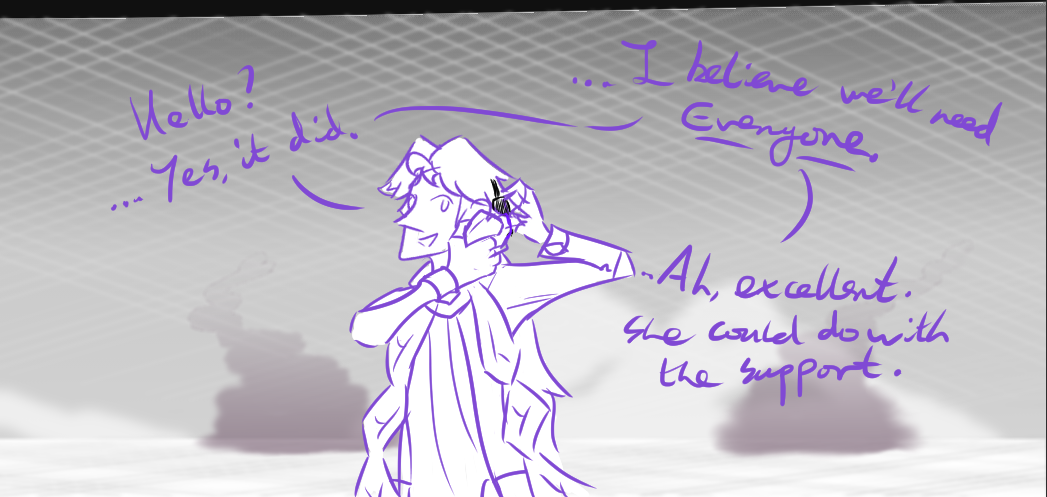 Hello?
... Yes, it did.
... I believe we'll need
Everyone.
..Ah, excellent.
She could do with
the support.